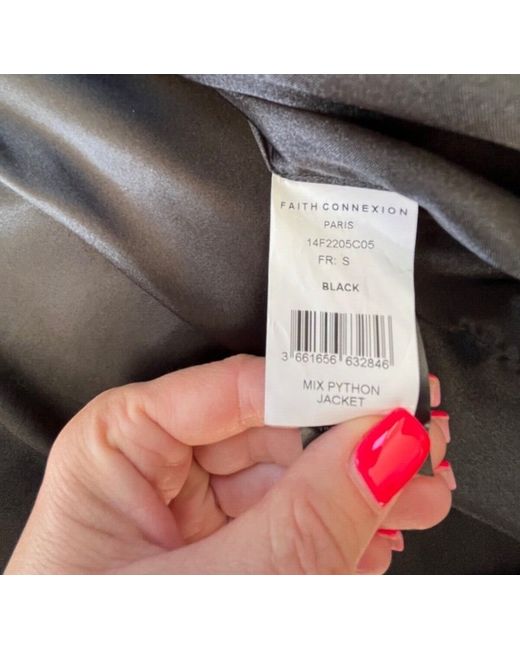 FAITH CONNEXION
PARIS
14F2205C05
FR: S
BLACK
3 661656 632846
MIX PYTHON
JACKET